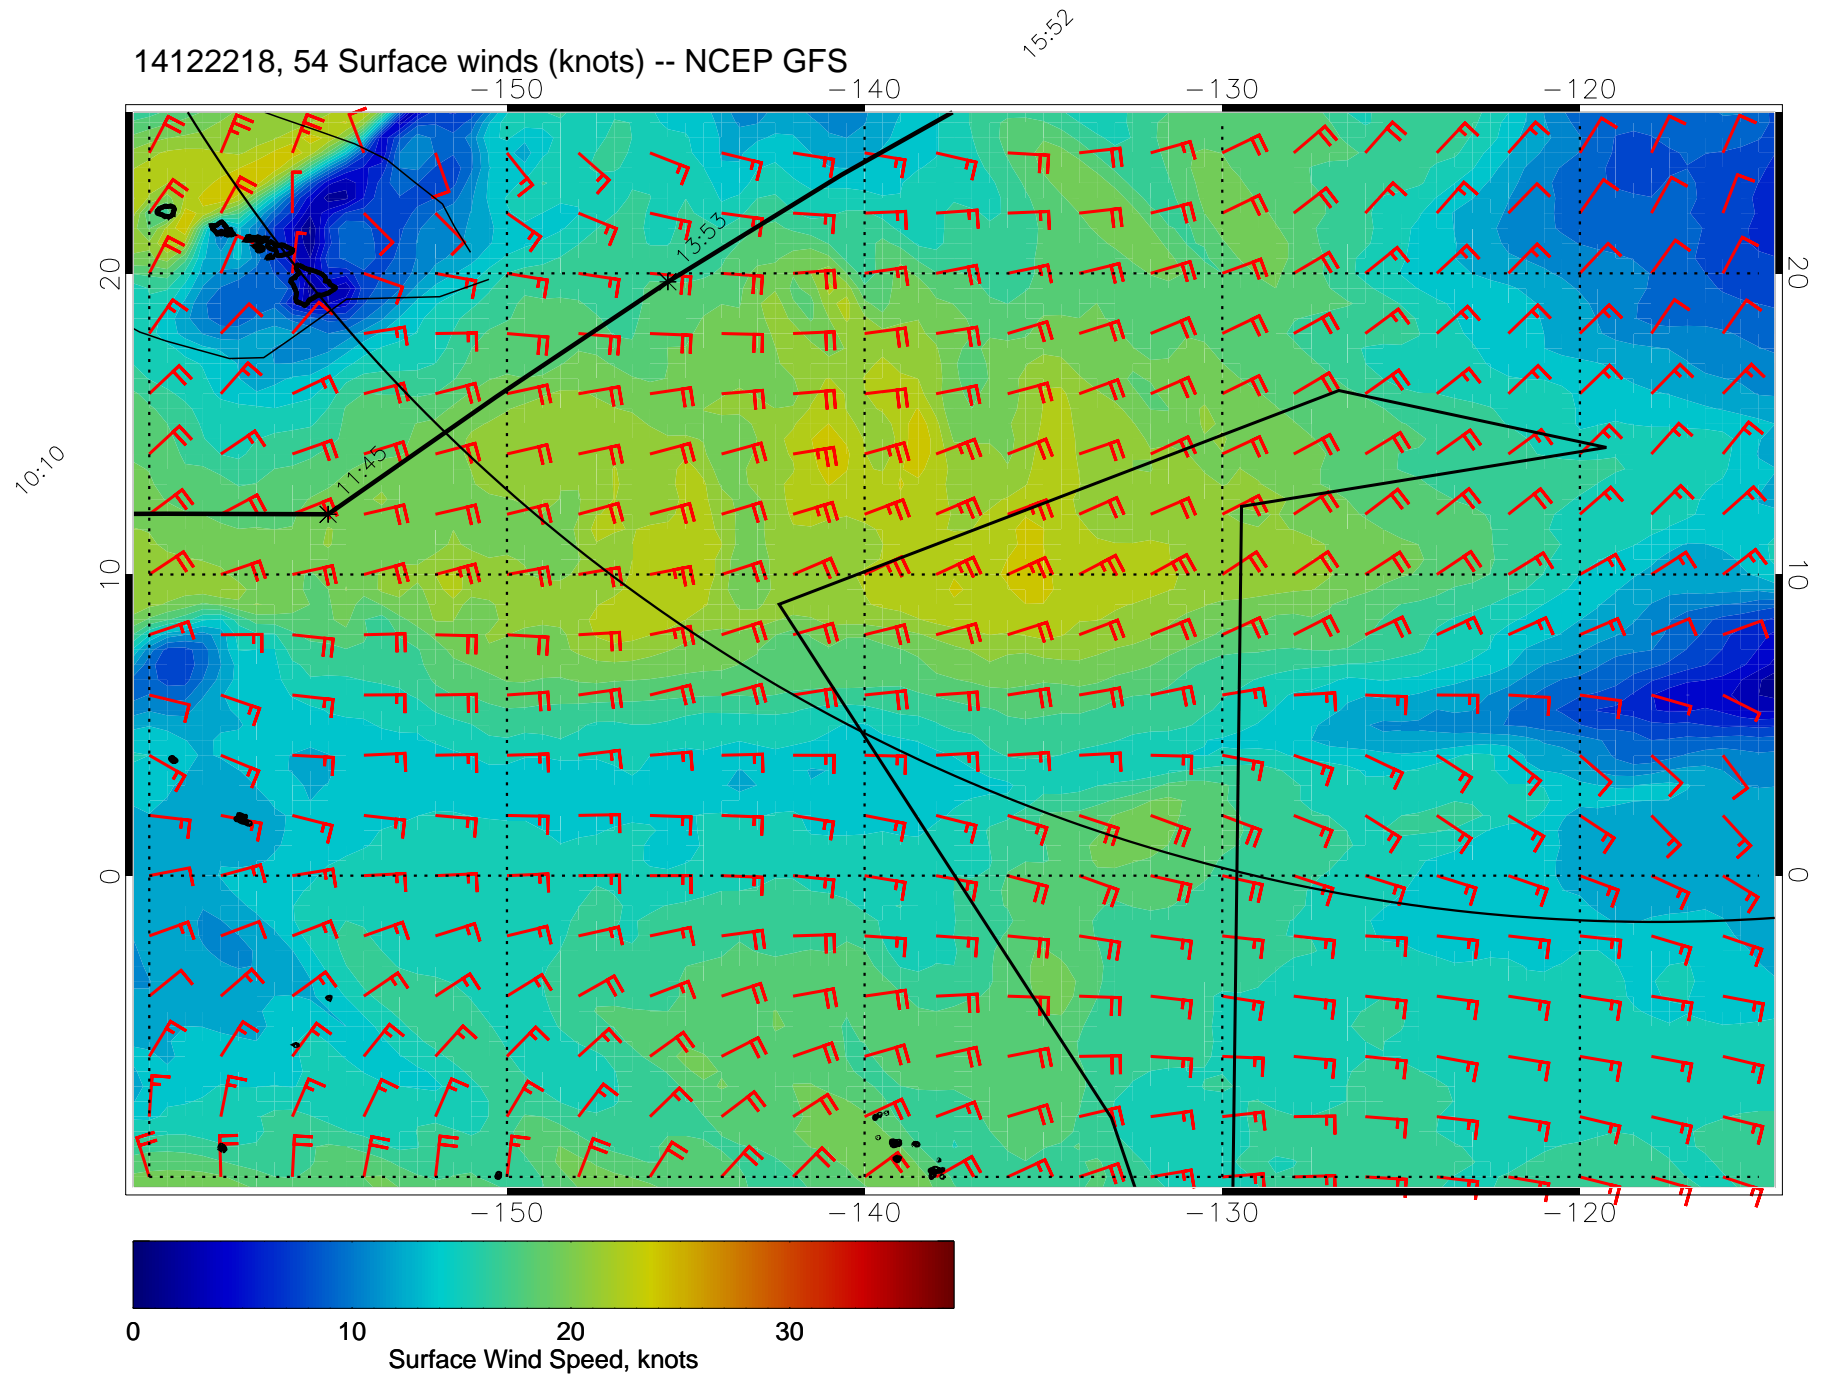 15:52
14122218, 54 Surface winds (knots) -- NCEP GFS
−150 −140 −130 −120
13:53
20 20
10:10
11:45
10 10
0 0
−150 −140 −130 −120
0 10 20 30
Surface Wind Speed, knots